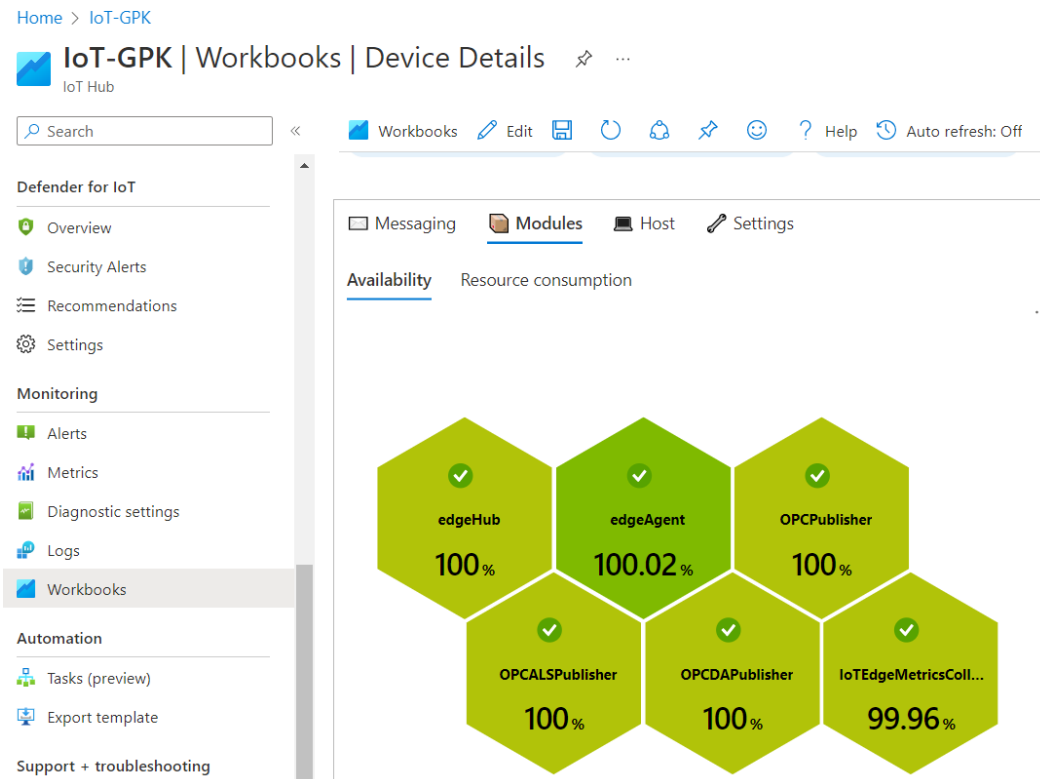 Home > IoT-GPK
IoT-GPK | Workbooks | Device Details
IoT Hub
Search
Workbooks Edit Help Auto refresh: Off
Defender for IoT
Overview
Security Alerts
Recommendations
Settings
Monitoring
Alerts
Metrics
Diagnostic settings
Logs
Workbooks
Automation
Tasks (preview)
Export template
Support + troubleshooting
Messaging Modules Host Settings
Availability Resource consumption
edgeHub edgeAgent OPCPublisher
100% 100.02% 100%
OPCALSPublisher OPCDAPublisher IoTEdgeMetricsColl...
100% 100% 99.96%